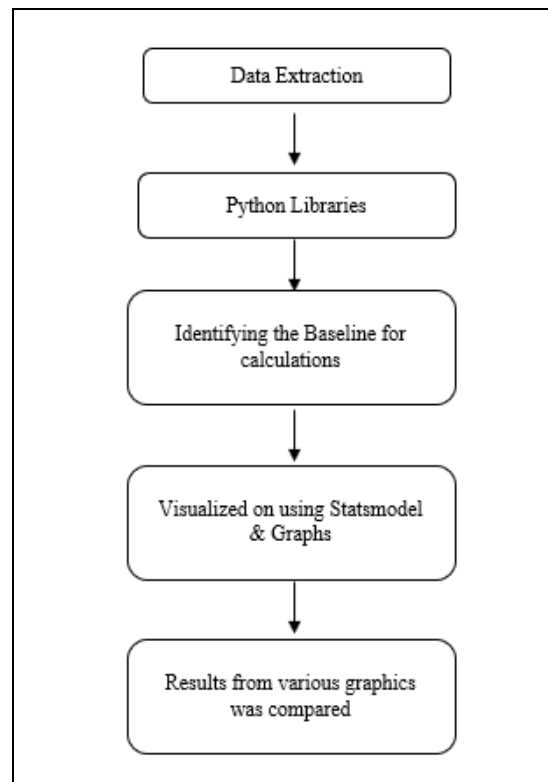 Data Extraction
Python Libraries
Identifying the Baseline for
calculations
Visualized on using Statsmodel
& Graphs
Results from various graphics
was compared